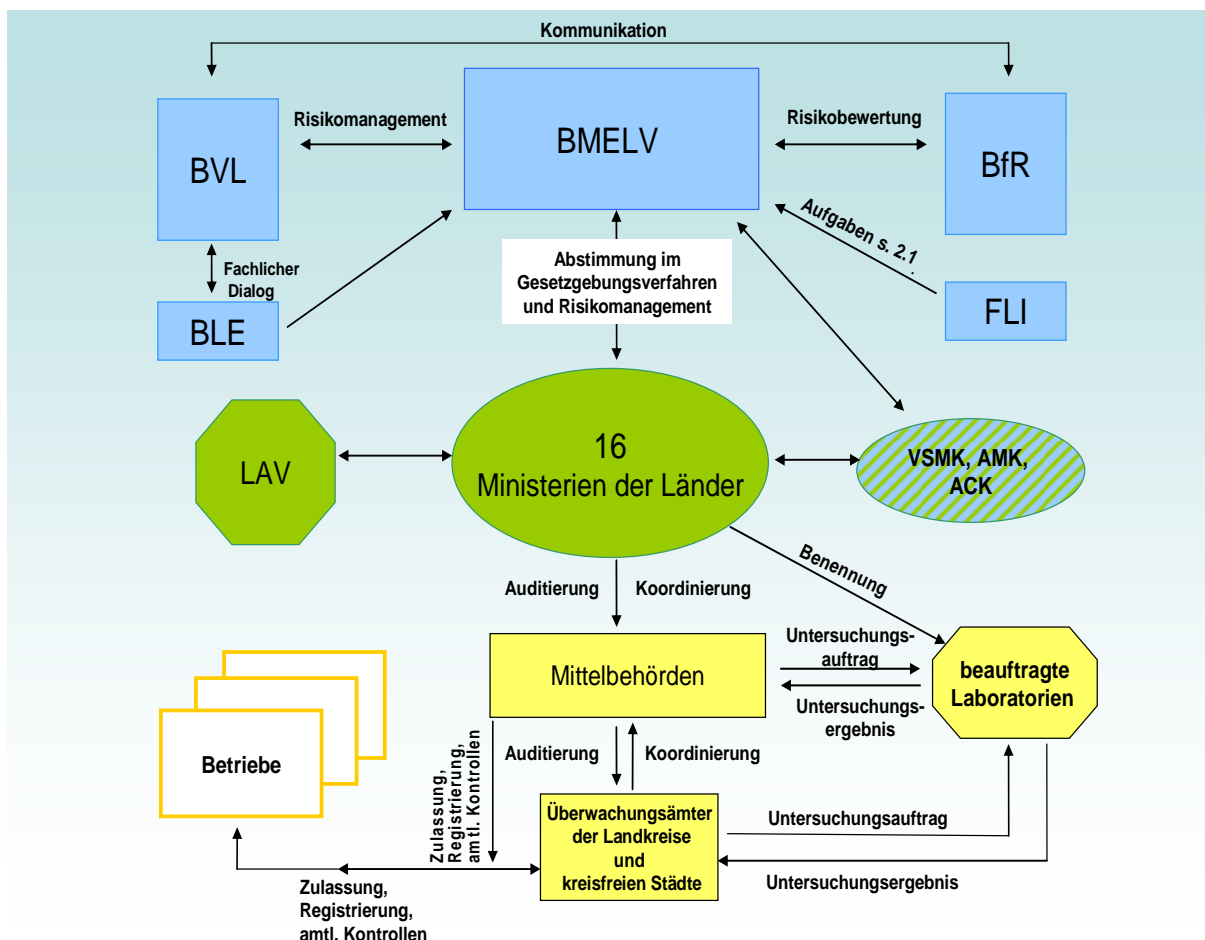 Kommunikation
BVL
Risikomanagement
BMELV
Risikobewertung
BfR
Aufgaben s. 2.1
Fachlicher
Dialog
Abstimmung im
Gesetzgebungsverfahren
und Risikomanagement
BLE
FLI
LAV
16
Ministerien der Länder
VSMK, AMK,
ACK
Auditierung
Koordinierung
Benennung
Mittelbehörden
Untersuchungs-
auftrag
Untersuchungs-
ergebnis
beauftragte
Laboratorien
Betriebe
Zulassung,
Registrierung,
amtl. Kontrollen
Auditierung
Koordinierung
Überwachungsämter
der Landkreise
und
kreisfreien Städte
Untersuchungsauftrag
Untersuchungsergebnis
Zulassung,
Registrierung,
amtl. Kontrollen